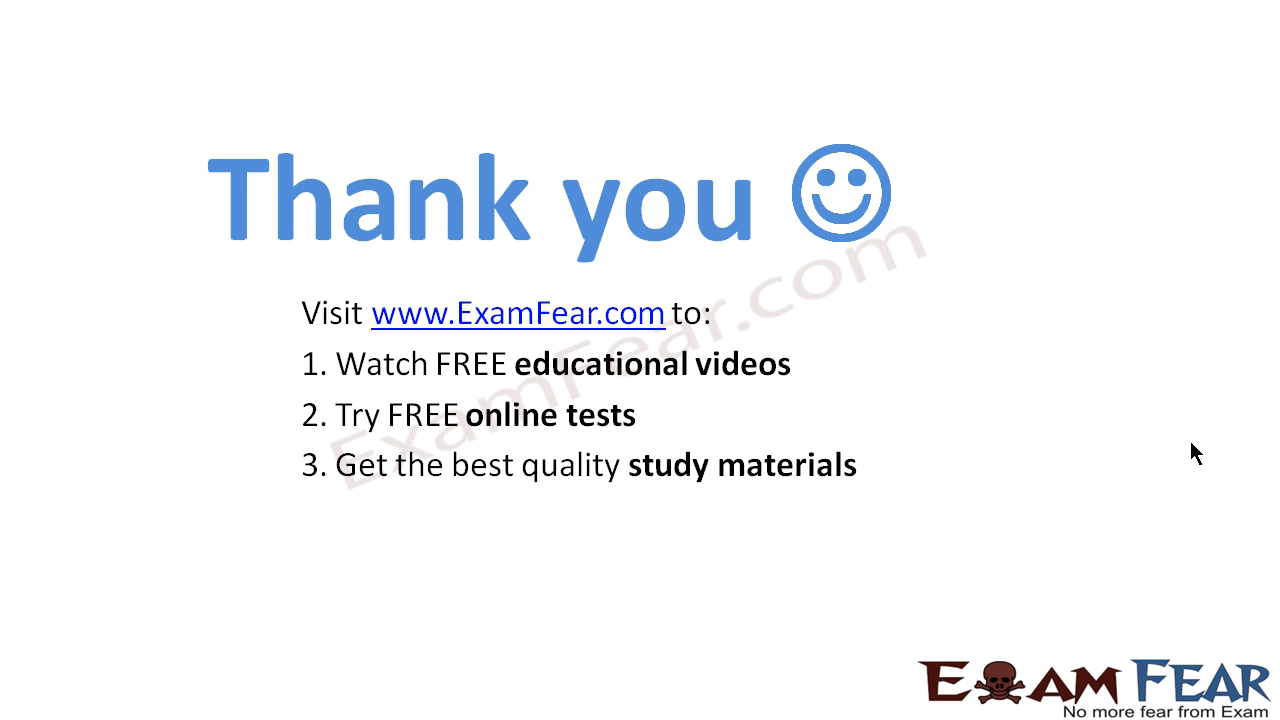 Thank you
Visit www.ExamFear.com to:
1. Watch FREE educational videos
2. Try FREE online tests
3. Get the best quality study materials
ExamFear.com
EXAM FEAR
No more fear from Exam